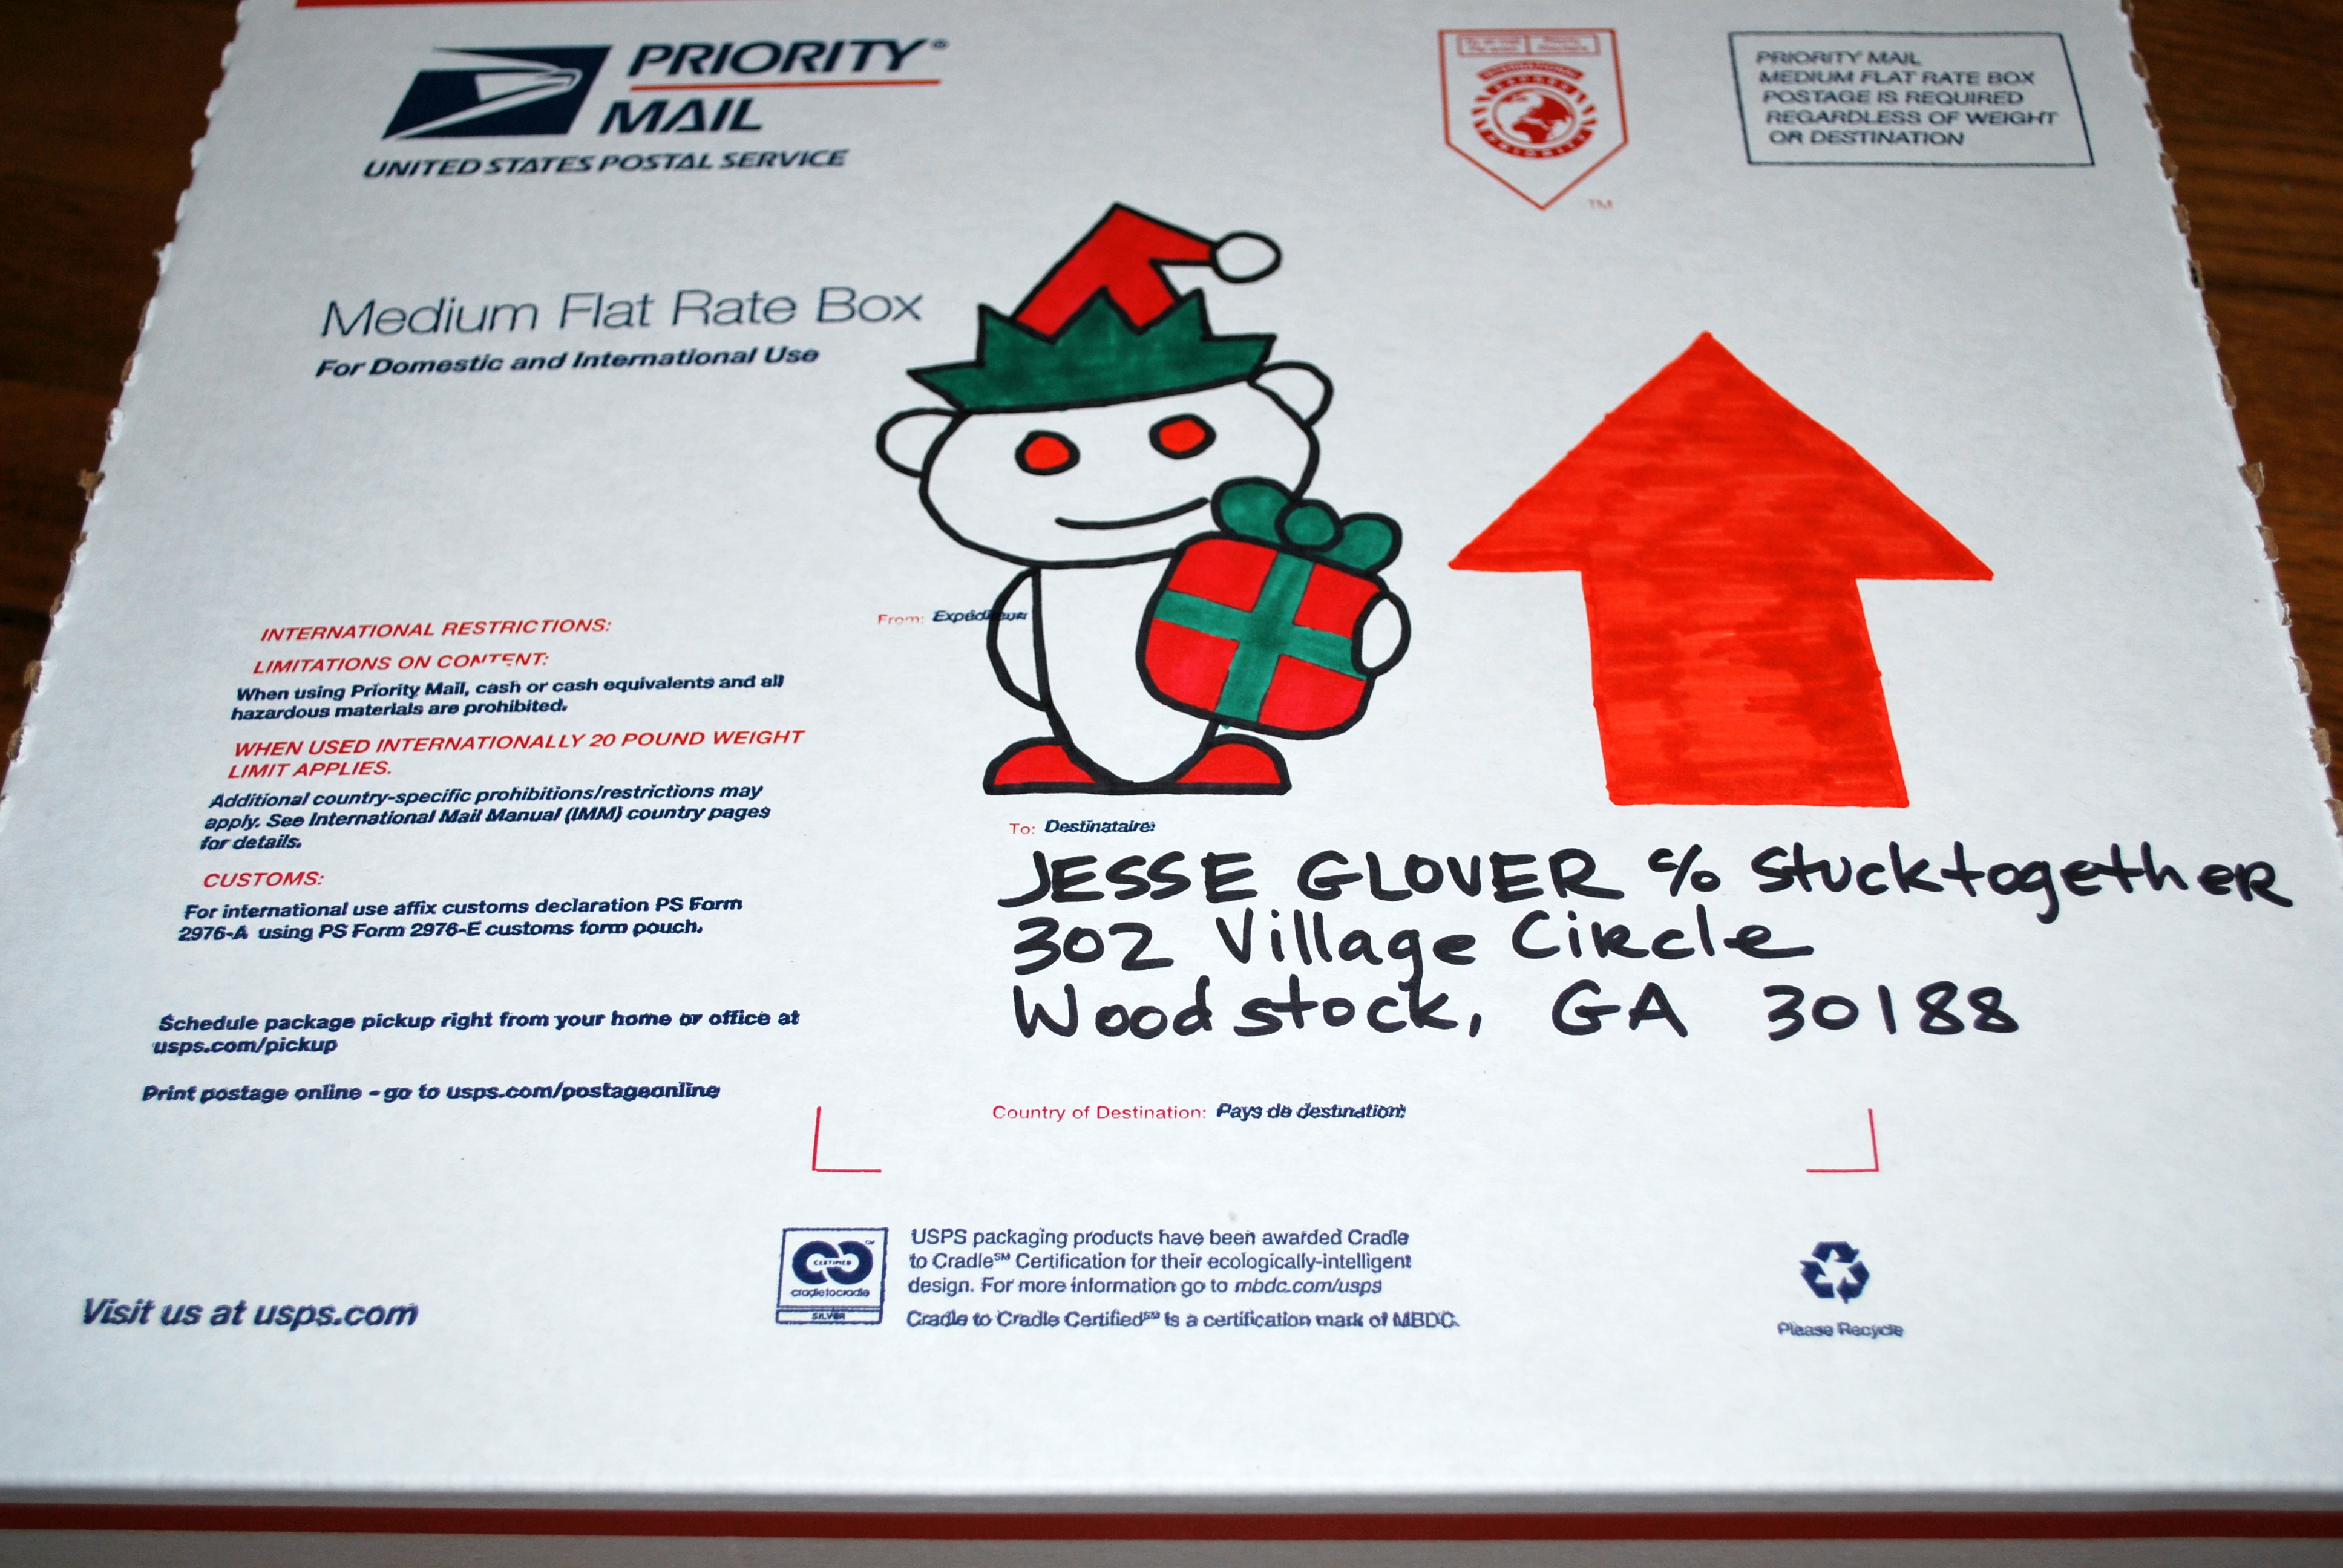 PRIORITY®
MAIL
UNITED STATES POSTAL SERVICE
INTERNATIONAL
PRIORITY
TM
PRIORITY MAIL
MEDIUM FLAT RATE BOX
POSTAGE IS REQUIRED
REGARDLESS OF WEIGHT
OR DESTINATION
Medium Flat Rate Box
For Domestic and International Use
INTERNATIONAL RESTRICTIONS:
LIMITATIONS ON CONTENT:
When using Priority Mail, cash or cash equivalents and all
hazardous materials are prohibited.
WHEN USED INTERNATIONALLY 20 POUND WEIGHT
LIMIT APPLIES.
Additional country-specific prohibitions/restrictions may
apply. See International Mail Manual (IMM) country pages
for details.
CUSTOMS:
For international use affix customs declaration PS Form
2976-A using PS Form 2976-E customs form pouch.
Schedule package pickup right from your home or office at
usps.com/pickup
Print postage online - go to usps.com/postageonline
From: Expéditeur:
To: Destinataire:
JESSE GLOVER c/o Stucktogether
302 Village Circle
Woodstock, GA 30188
Country of Destination: Pays de destination:
CERTIFIED
cradletocradle
SILVER
USPS packaging products have been awarded Cradle
to Cradle℠ Certification for their ecologically-intelligent
design. For more information go to mbdc.com/usps
Cradle to Cradle Certified℠ is a certification mark of MBDC.
Please Recycle
Visit us at usps.com